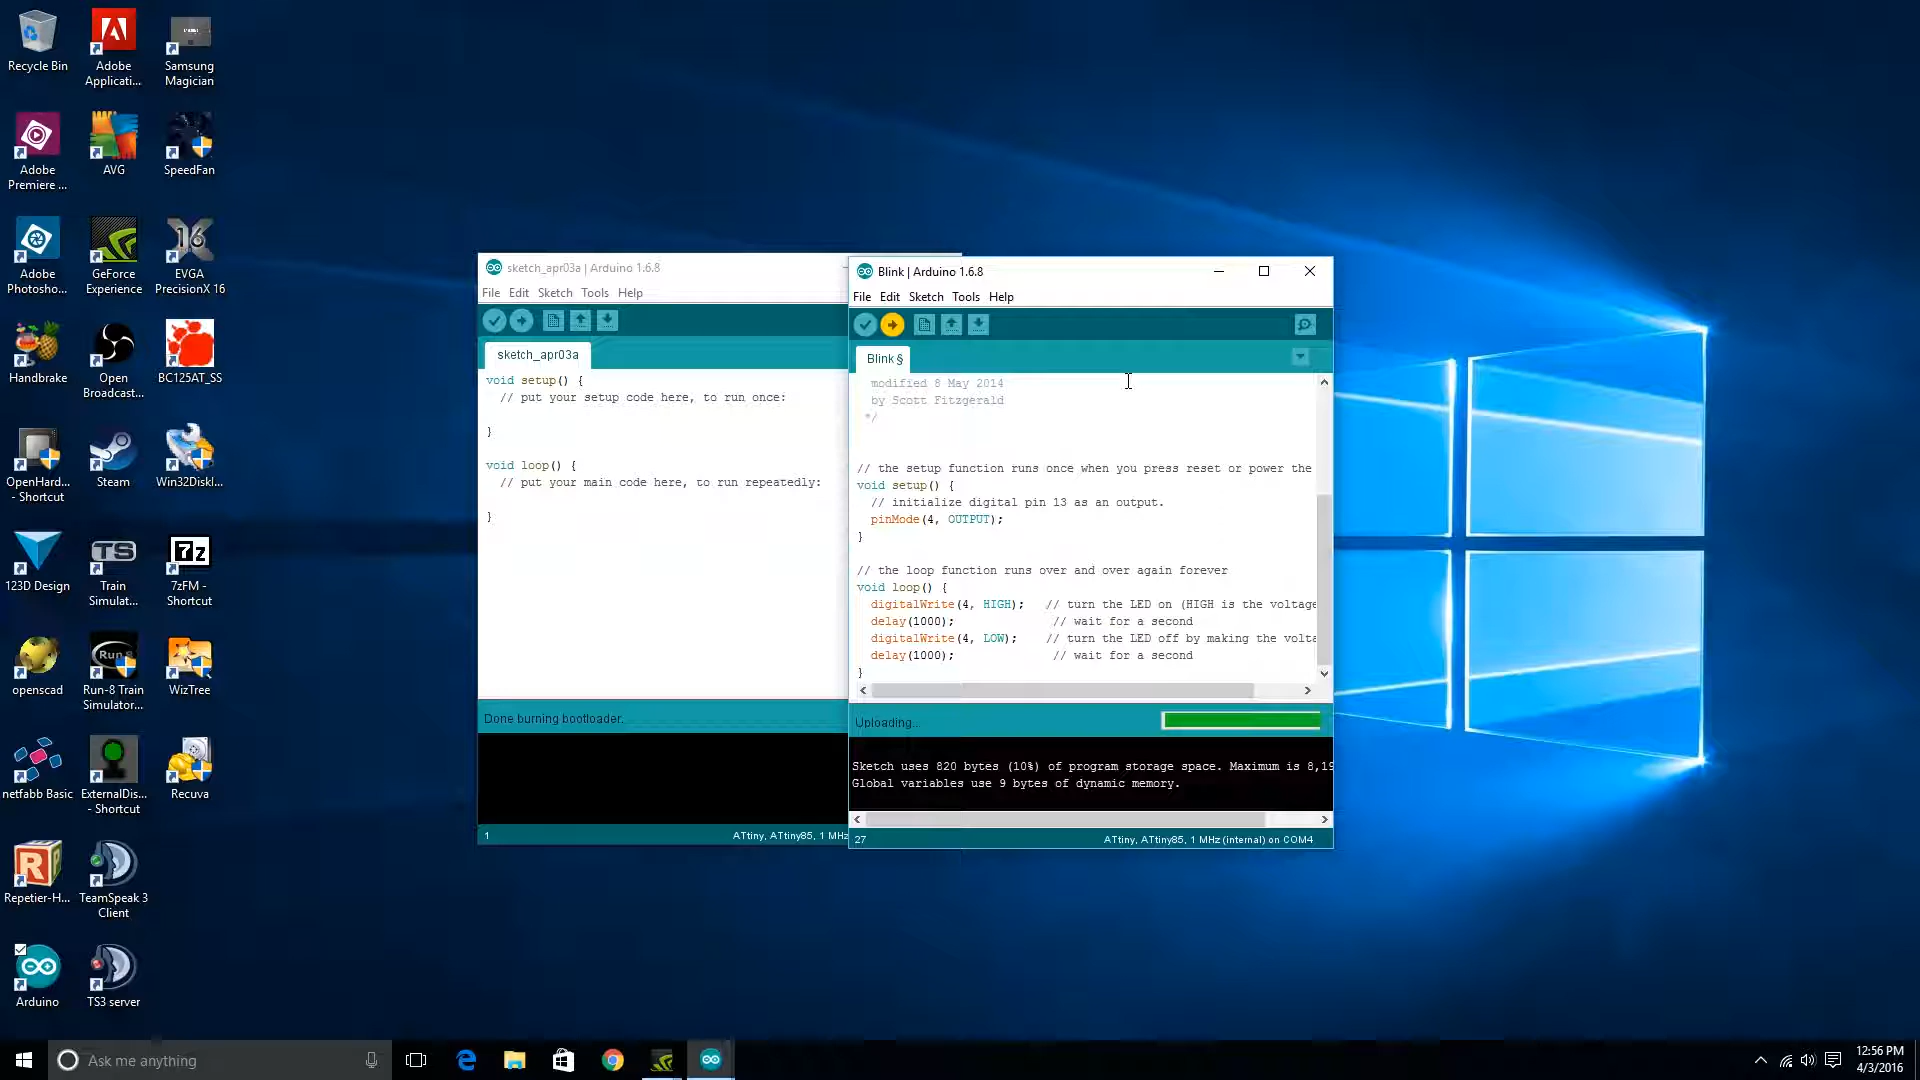 Recycle Bin
Adobe Applicati...
Samsung Magician
Adobe Premiere ...
AVG
SpeedFan
Adobe Photosho...
GeForce Experience
EVGA PrecisionX 16
Handbrake
Open Broadcast...
BC125AT_SS
OpenHard... - Shortcut
Steam
Win32DiskI...
123D Design
Train Simulat...
7zFM - Shortcut
openscad
Run-8 Train Simulator...
WizTree
netfabb Basic
ExternalDis... - Shortcut
Recuva
Repetier-H...
TeamSpeak 3 Client
Arduino
TS3 server
sketch_apr03a | Arduino 1.6.8
File Edit Sketch Tools Help
sketch_apr03a
void setup() {
// put your setup code here, to run once:
}
void loop() {
// put your main code here, to run repeatedly:
}
Done burning bootloader.
1
ATtiny, ATtiny85, 1 MHz
Blink | Arduino 1.6.8
File Edit Sketch Tools Help
Blink §
modified 8 May 2014
by Scott Fitzgerald
*/
// the setup function runs once when you press reset or power the
void setup() {
// initialize digital pin 13 as an output.
pinMode(4, OUTPUT);
}
// the loop function runs over and over again forever
void loop() {
digitalWrite(4, HIGH);   // turn the LED on (HIGH is the voltage
delay(1000);              // wait for a second
digitalWrite(4, LOW);    // turn the LED off by making the volta
delay(1000);              // wait for a second
}
Uploading...
Sketch uses 820 bytes (10%) of program storage space. Maximum is 8,19
Global variables use 9 bytes of dynamic memory.
27
ATtiny, ATtiny85, 1 MHz (internal) on COM4
Ask me anything
12:56 PM
4/3/2016